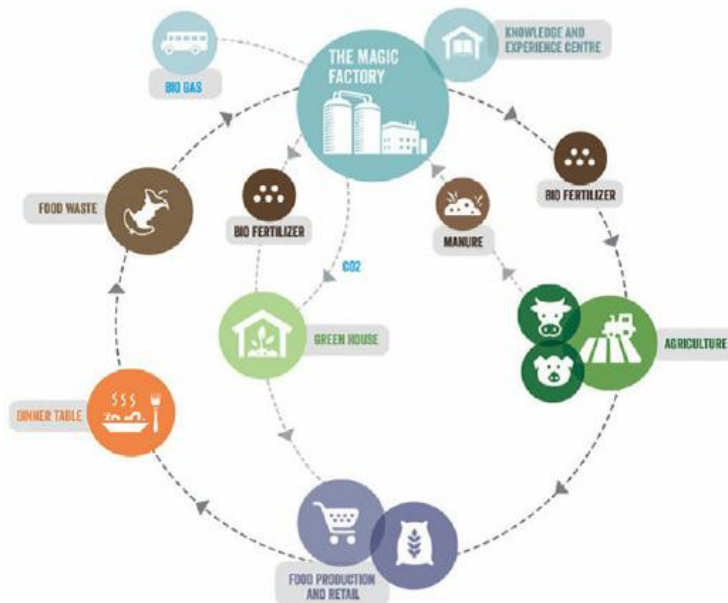 THE MAGIC
FACTORY
KNOWLEDGE AND
EXPERIENCE CENTRE
BIO GAS
BIO FERTILIZER
FOOD WASTE
BIO FERTILIZER
MANURE
CO2
GREEN HOUSE
AGRICULTURE
DINNER TABLE
FOOD PRODUCTION
AND RETAIL